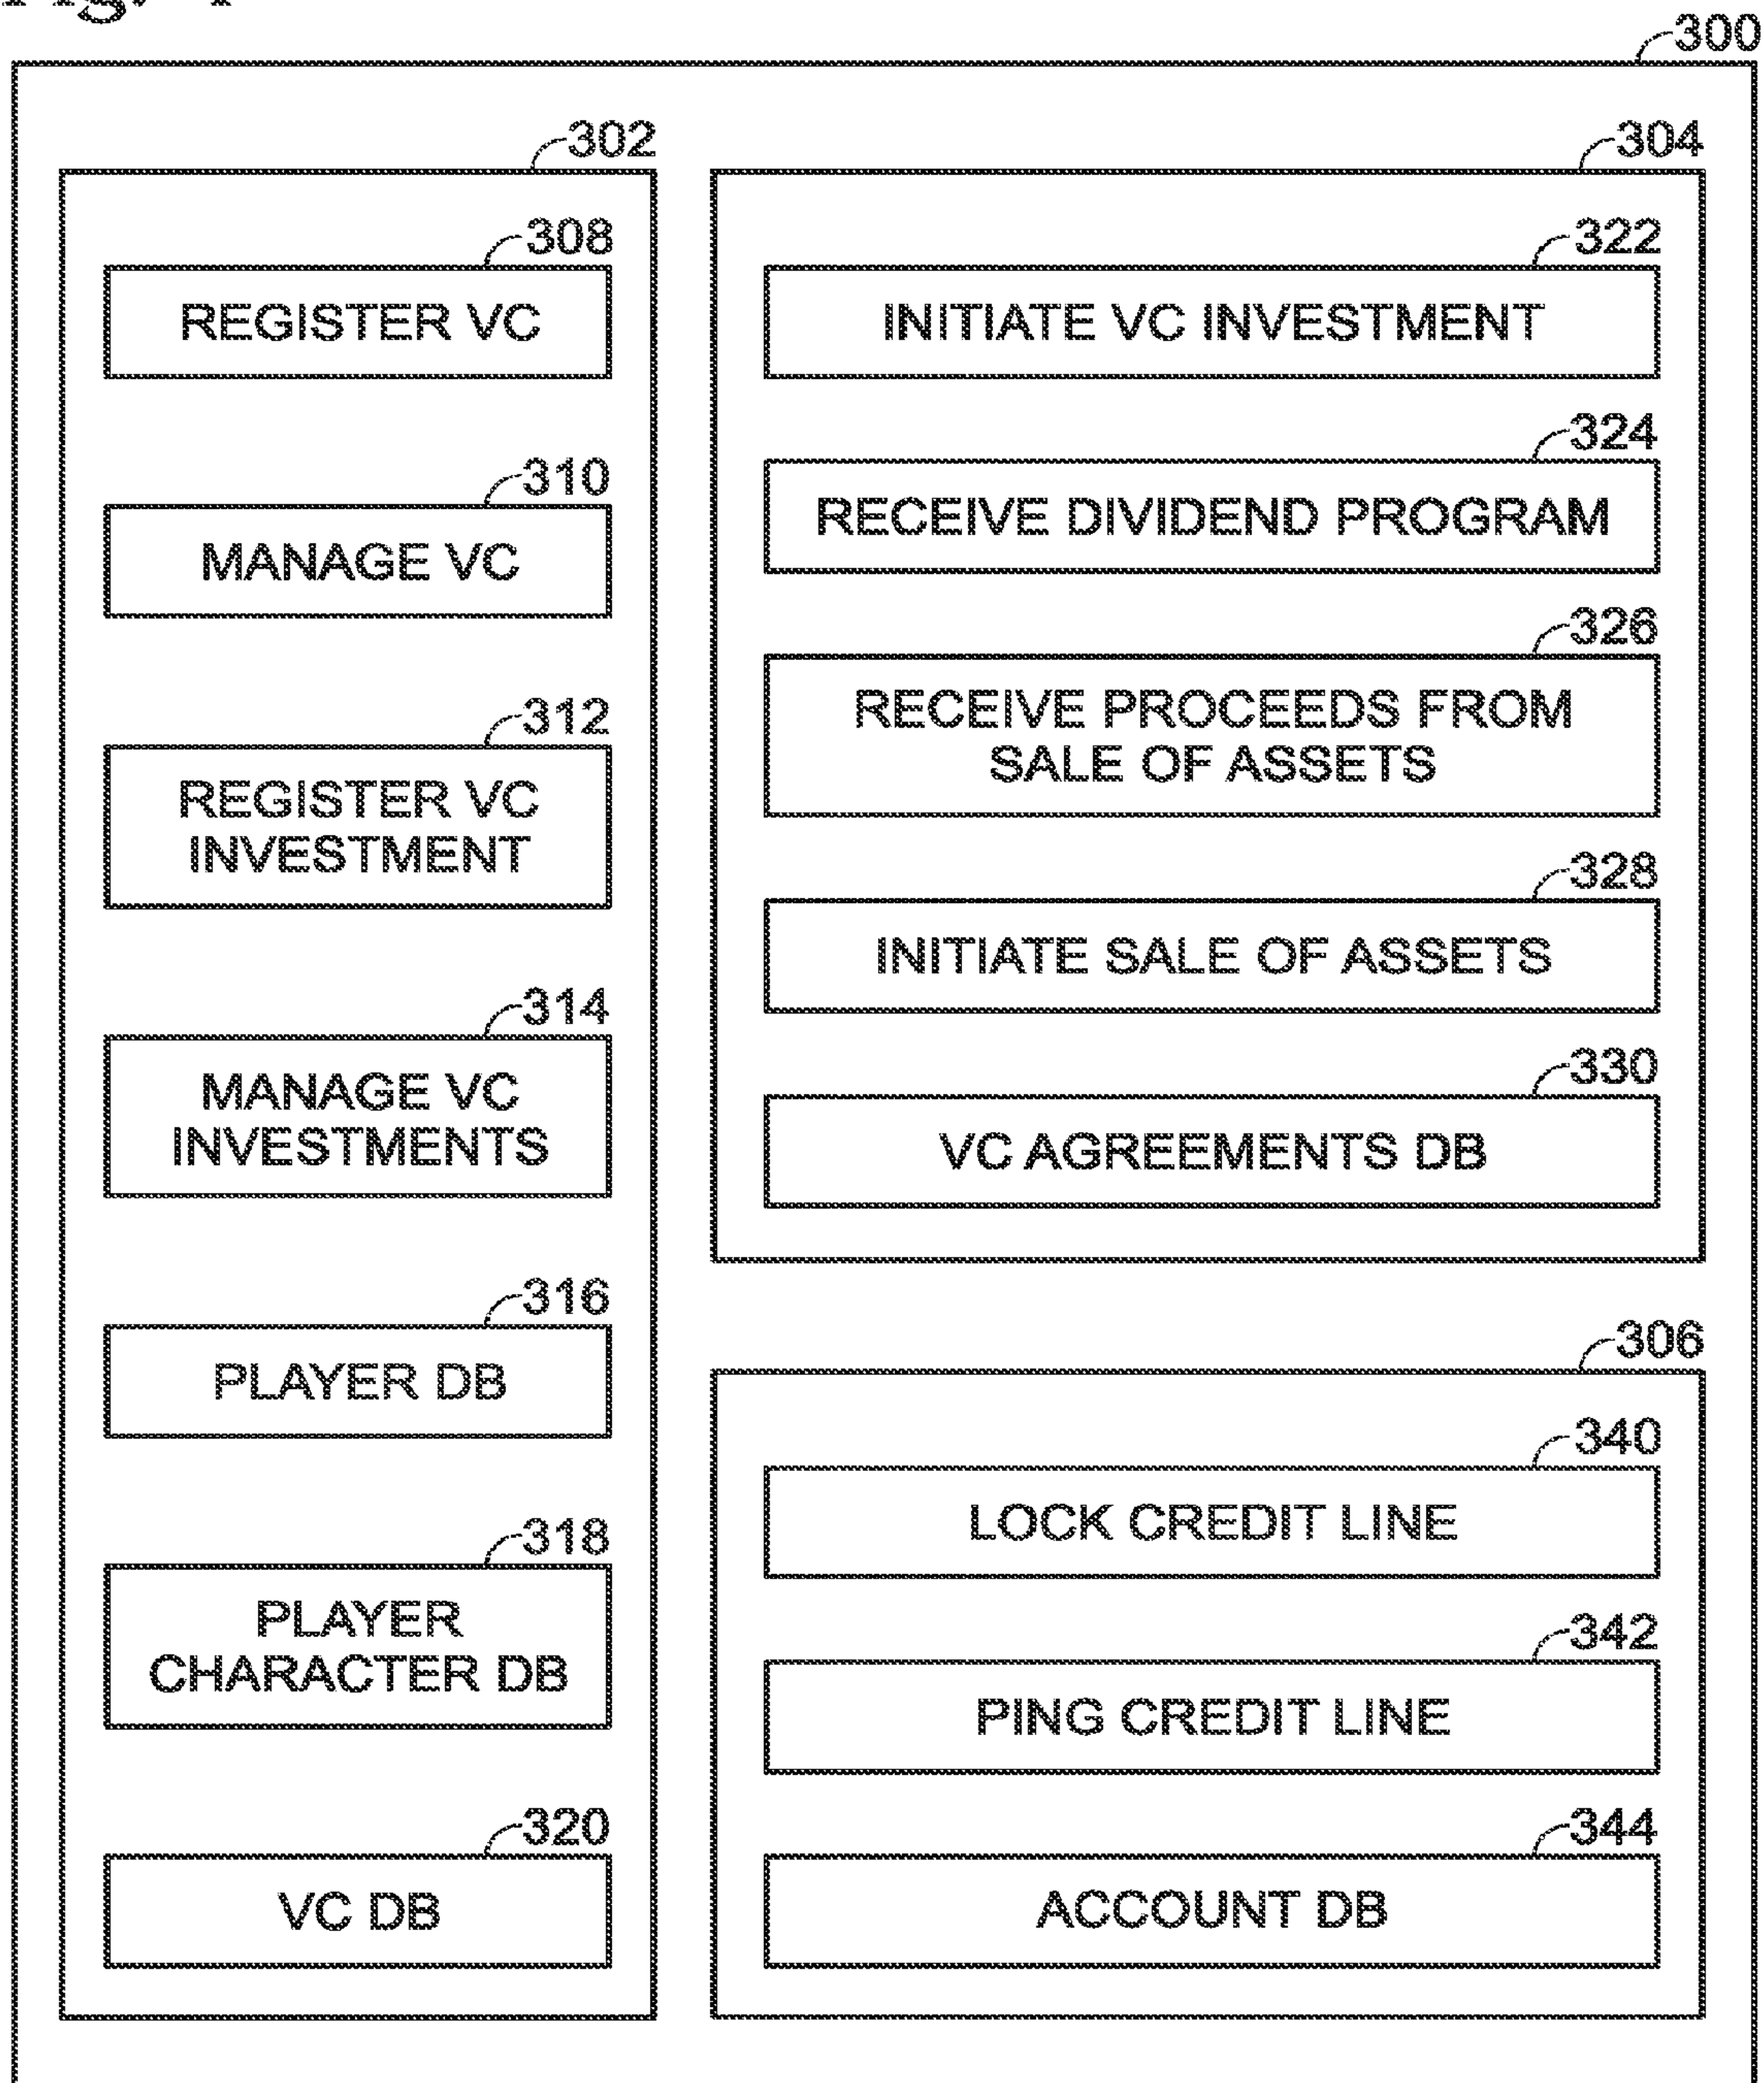 300
302
308
REGISTER VC
310
MANAGE VC
312
REGISTER VC
INVESTMENT
314
MANAGE VC
INVESTMENTS
316
PLAYER DB
318
PLAYER
CHARACTER DB
320
VC DB
304
322
INITIATE VC INVESTMENT
324
RECEIVE DIVIDEND PROGRAM
326
RECEIVE PROCEEDS FROM
SALE OF ASSETS
328
INITIATE SALE OF ASSETS
330
VC AGREEMENTS DB
306
340
LOCK CREDIT LINE
342
PING CREDIT LINE
344
ACCOUNT DB